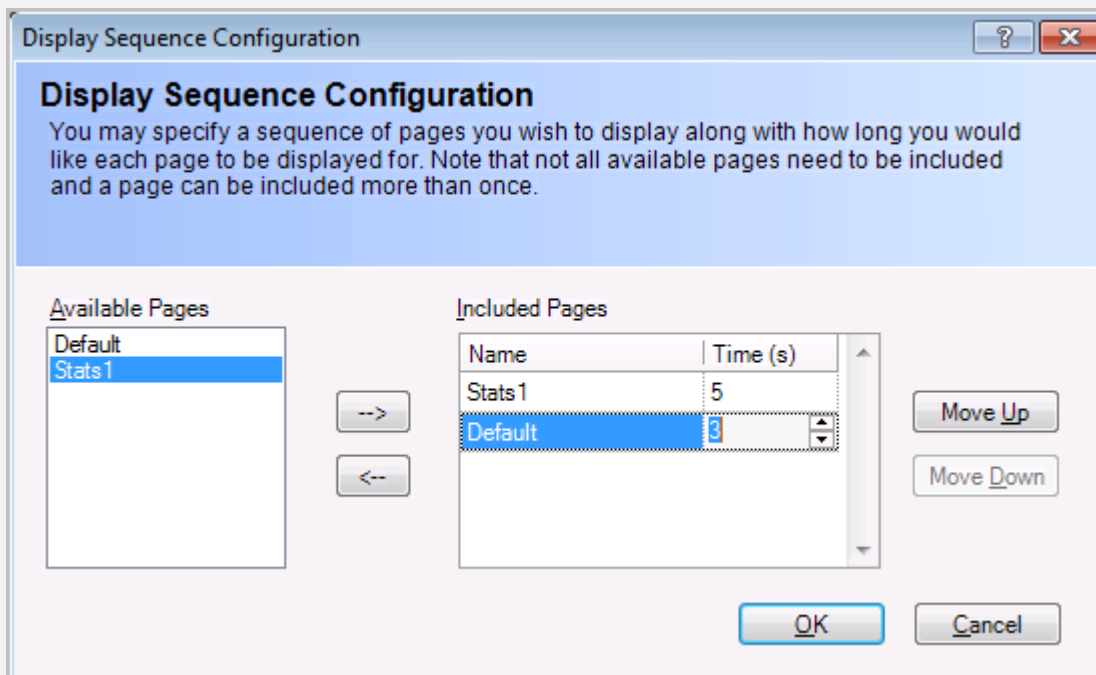 Display Sequence Configuration
?
Display Sequence Configuration
You may specify a sequence of pages you wish to display along with how long you would
like each page to be displayed for. Note that not all available pages need to be included
and a page can be included more than once.
Available Pages
Default
Stats1
-->
<--
Included Pages
Name Time (s)
Stats1 5
Default 3
Move Up
Move Down
OK
Cancel